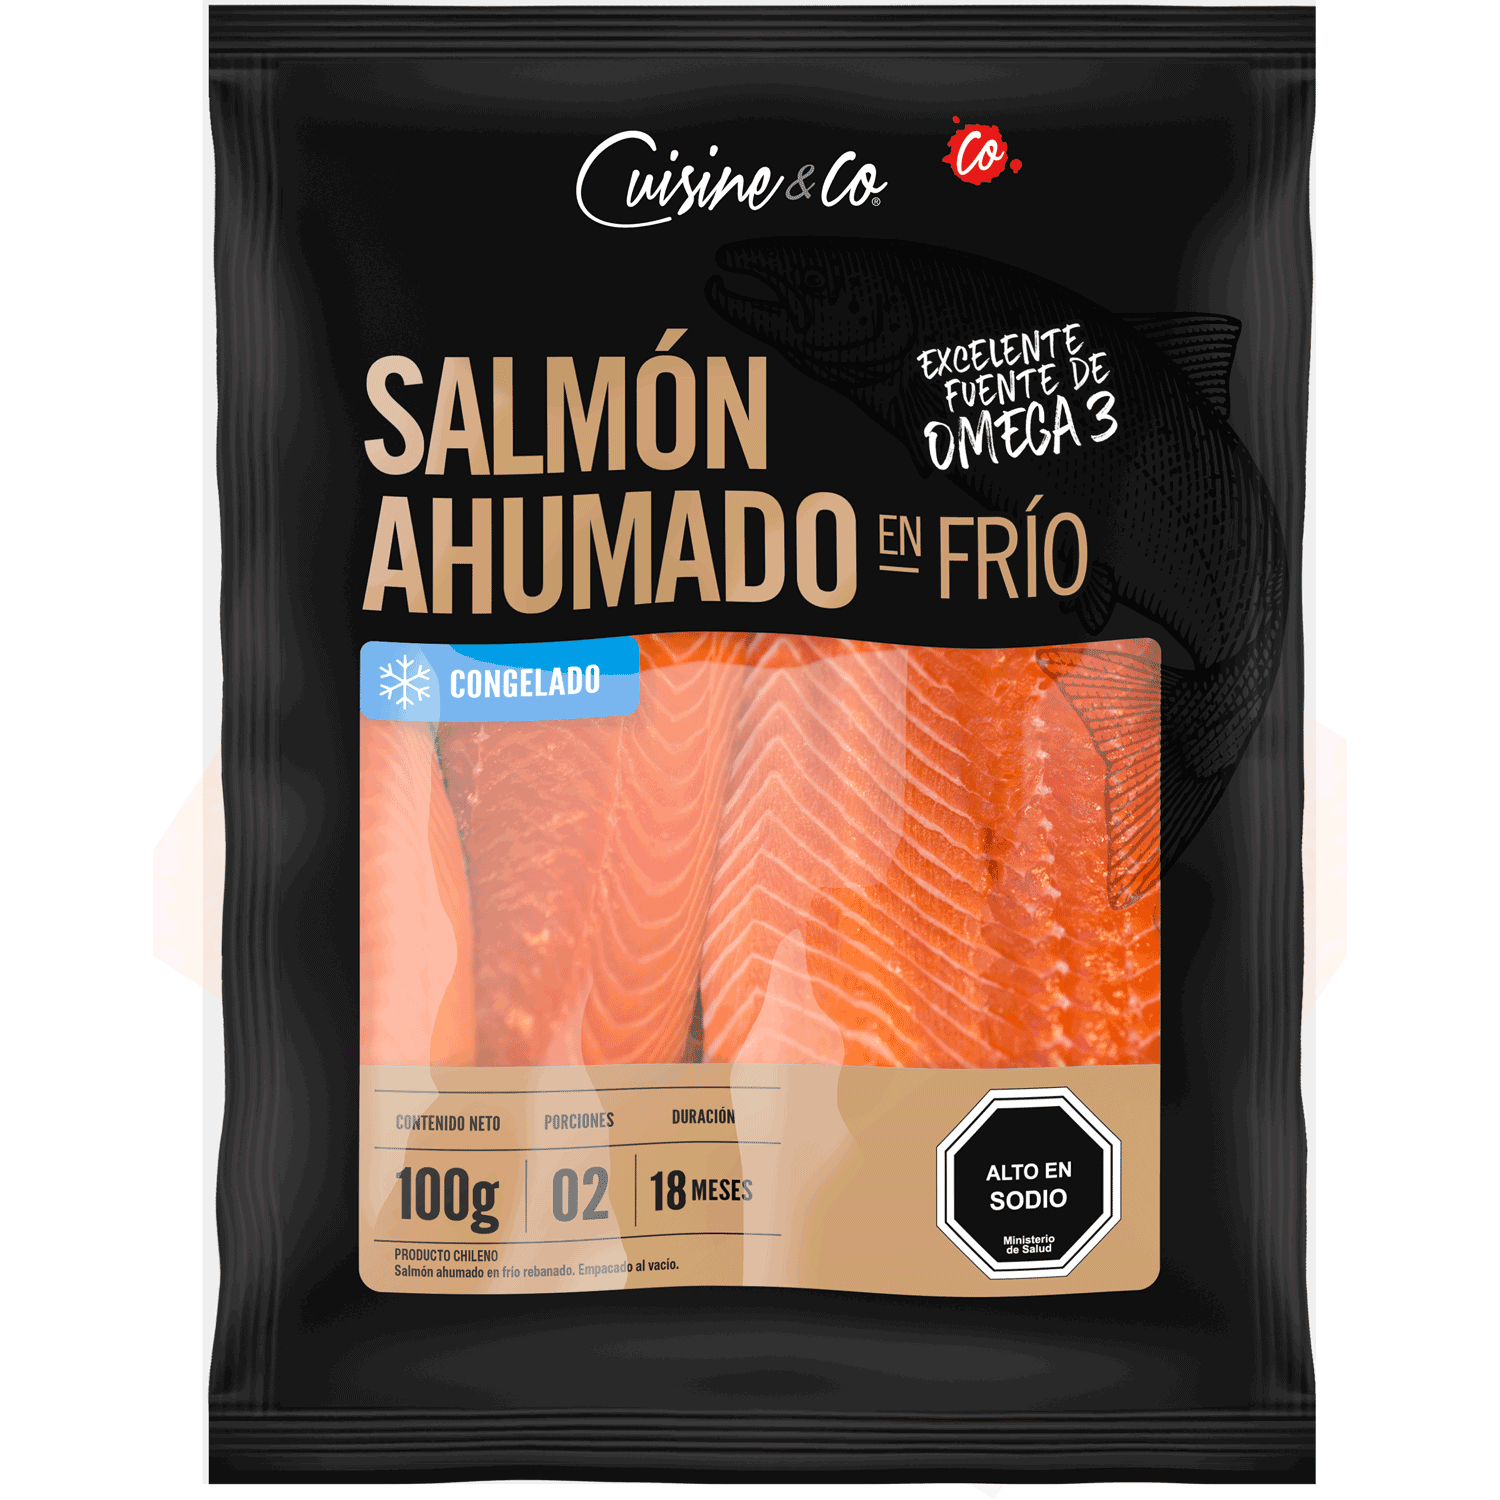 Cuisine & Co®
Co
SALMÓN
AHUMADO EN FRÍO
EXCELENTE
FUENTE DE
OMEGA 3
CONGELADO
CONTENIDO NETO PORCIONES DURACIÓN
100g 02 18 MESES
PRODUCTO CHILENO
Salmón ahumado en frío rebanado. Empacado al vacío.
ALTO EN
SODIO
Ministerio
de Salud